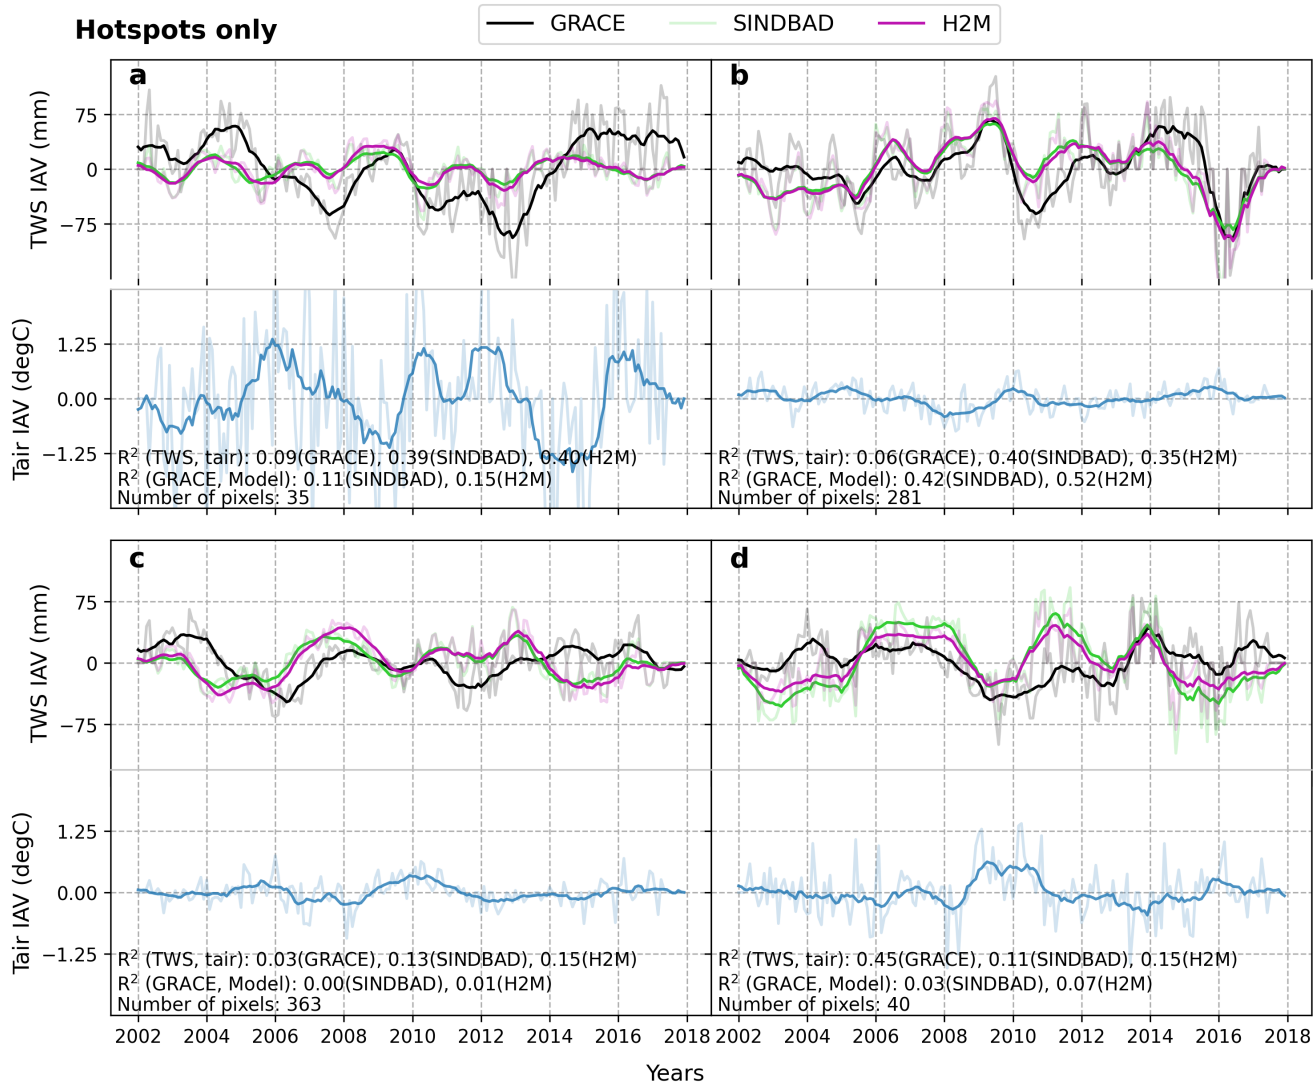 Hotspots only
GRACE SINDBAD H2M
a
b
TWS IAV (mm)
75
0
−75
Tair IAV (degC)
1.25
0.00
−1.25
R² (TWS, tair): 0.09(GRACE), 0.39(SINDBAD), 0.40(H2M)
R² (GRACE, Model): 0.11(SINDBAD), 0.15(H2M)
Number of pixels: 35
R² (TWS, tair): 0.06(GRACE), 0.40(SINDBAD), 0.35(H2M)
R² (GRACE, Model): 0.42(SINDBAD), 0.52(H2M)
Number of pixels: 281
c
d
TWS IAV (mm)
75
0
−75
Tair IAV (degC)
1.25
0.00
−1.25
R² (TWS, tair): 0.03(GRACE), 0.13(SINDBAD), 0.15(H2M)
R² (GRACE, Model): 0.00(SINDBAD), 0.01(H2M)
Number of pixels: 363
R² (TWS, tair): 0.45(GRACE), 0.11(SINDBAD), 0.15(H2M)
R² (GRACE, Model): 0.03(SINDBAD), 0.07(H2M)
Number of pixels: 40
2002 2004 2006 2008 2010 2012 2014 2016 2018 2002 2004 2006 2008 2010 2012 2014 2016 2018
Years